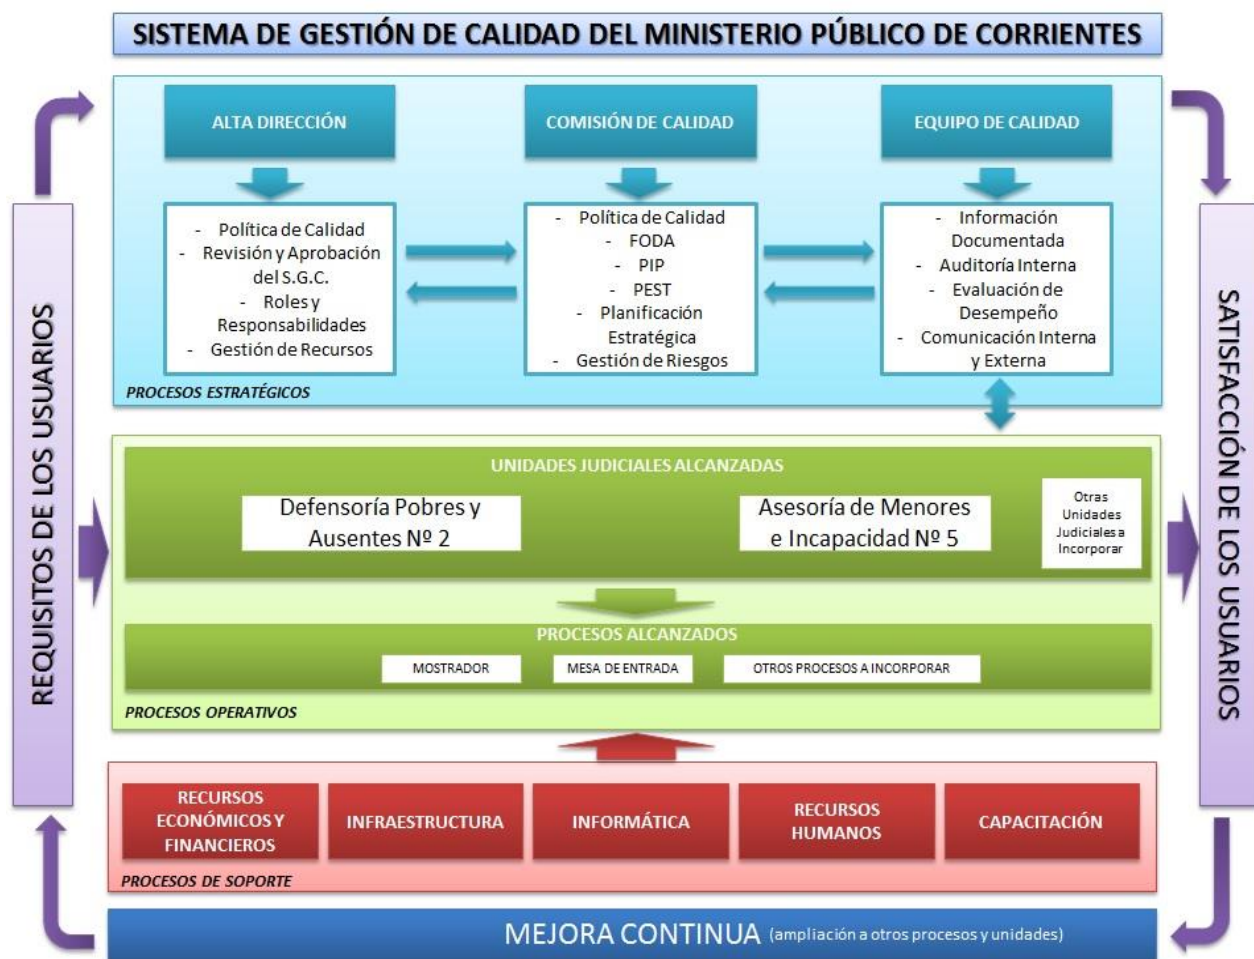 SISTEMA DE GESTIÓN DE CALIDAD DEL MINISTERIO PÚBLICO DE CORRIENTES
REQUISITOS DE LOS USUARIOS
ALTA DIRECCIÓN
COMISIÓN DE CALIDAD
EQUIPO DE CALIDAD
- Política de Calidad
- Revisión y Aprobación
del S.G.C.
- Roles y
Responsabilidades
- Gestión de Recursos
- Política de Calidad
- FODA
- PIP
- PEST
- Planificación
Estratégica
- Gestión de Riesgos
- Información
Documentada
- Auditoría Interna
- Evaluación de
Desempeño
- Comunicación Interna
y Externa
PROCESOS ESTRATÉGICOS
UNIDADES JUDICIALES ALCANZADAS
Defensoría Pobres y
Ausentes Nº 2
Asesoría de Menores
e Incapacidad Nº 5
Otras
Unidades
Judiciales a
Incorporar
PROCESOS ALCANZADOS
MOSTRADOR
MESA DE ENTRADA
OTROS PROCESOS A INCORPORAR
PROCESOS OPERATIVOS
RECURSOS
ECONÓMICOS Y
FINANCIEROS
INFRAESTRUCTURA
INFORMÁTICA
RECURSOS
HUMANOS
CAPACITACIÓN
PROCESOS DE SOPORTE
MEJORA CONTINUA (ampliación a otros procesos y unidades)
SATISFACCIÓN DE LOS USUARIOS